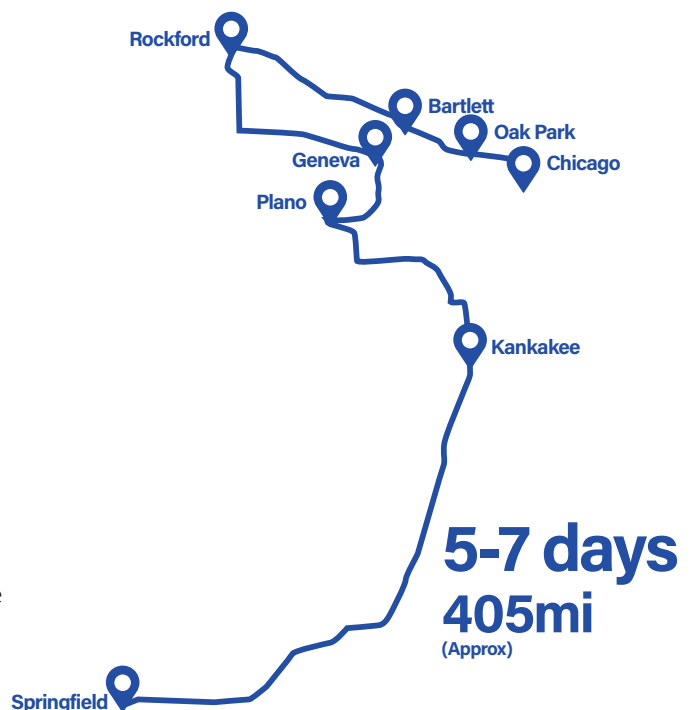 Rockford
Bartlett
Oak Park
Geneva
Chicago
Plano
Kankakee
5-7 days
405mi
(Approx)
Springfield